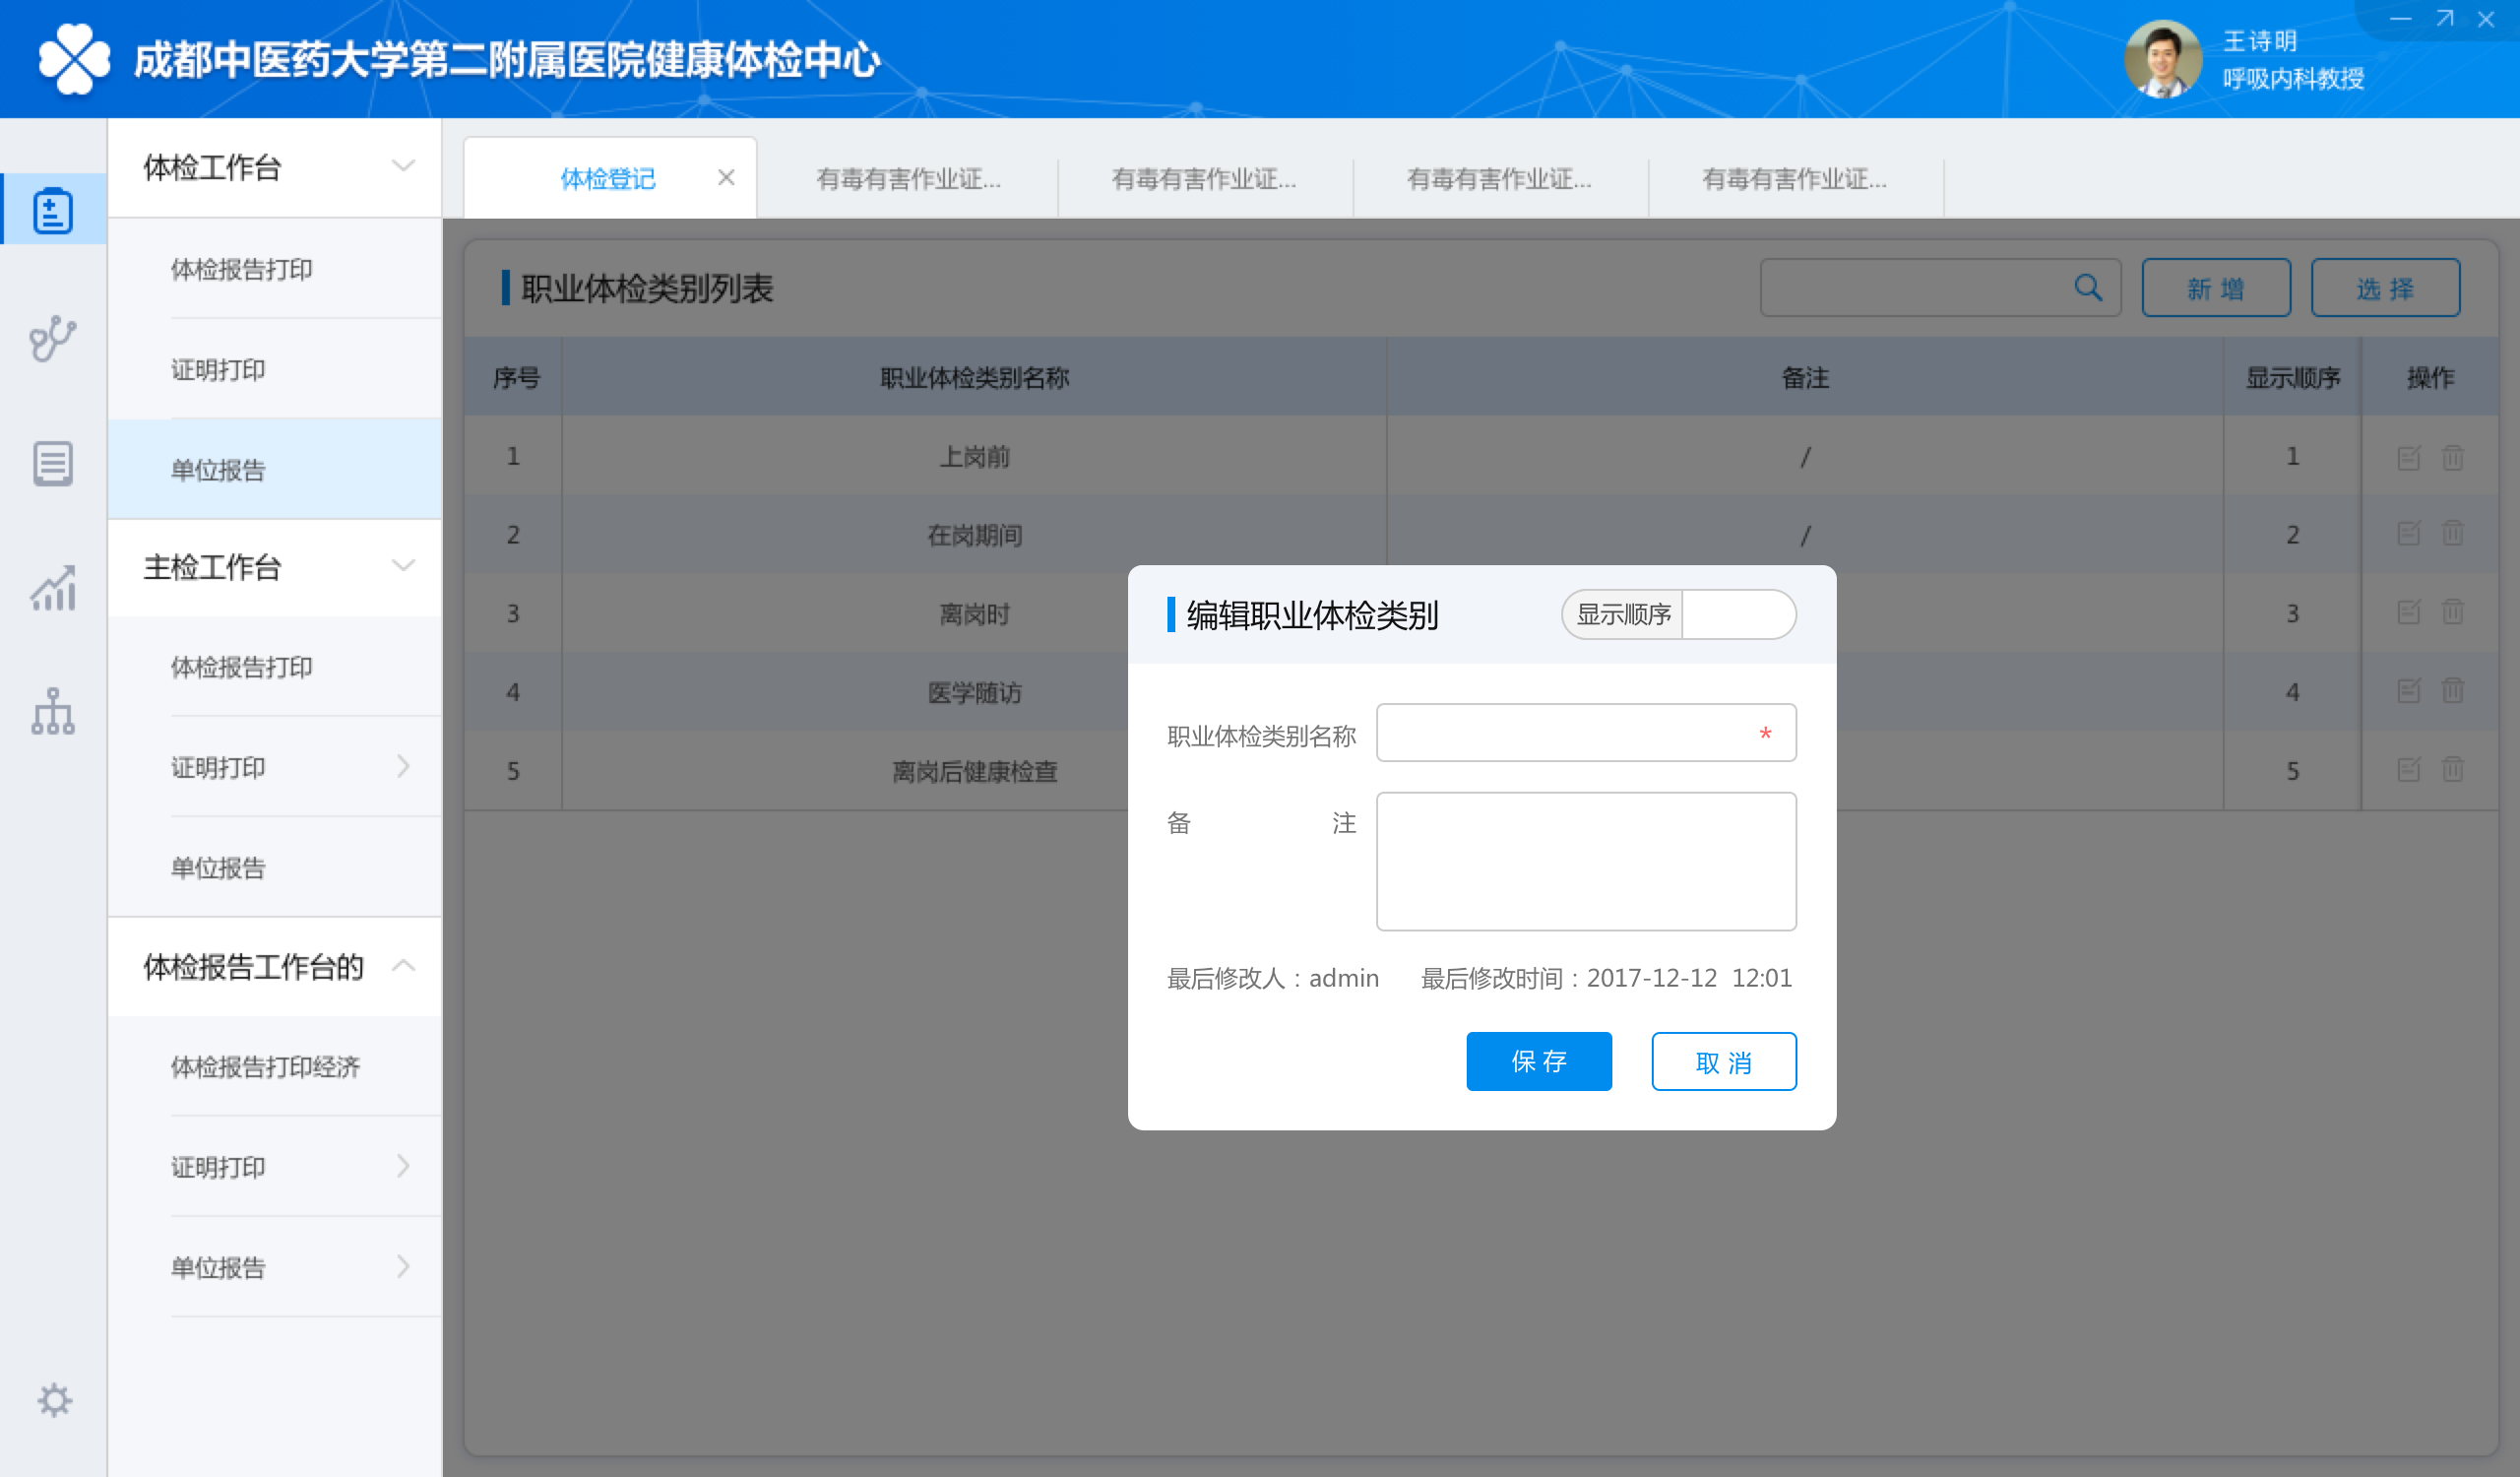 成都中医药大学第二附属医院健康体检中心
王诗明
呼吸内科教授
体检工作台
体检报告打印
证明打印
单位报告
主检工作台
体检报告打印
证明打印
单位报告
体检报告工作台的
体检报告打印经济
证明打印
单位报告
体检登记 有毒有害作业证... 有毒有害作业证... 有毒有害作业证... 有毒有害作业证...
职业体检类别列表 新 增 选 择
序号 职业体检类别名称 备注 显示顺序 操作
1 上岗前 / 1
2 在岗期间 / 2
3 离岗时 3
4 医学随访 4
5 离岗后健康检查 5
编辑职业体检类别 显示顺序
职业体检类别名称 *
备 注
最后修改人：admin 最后修改时间：2017-12-12 12:01
保 存 取 消